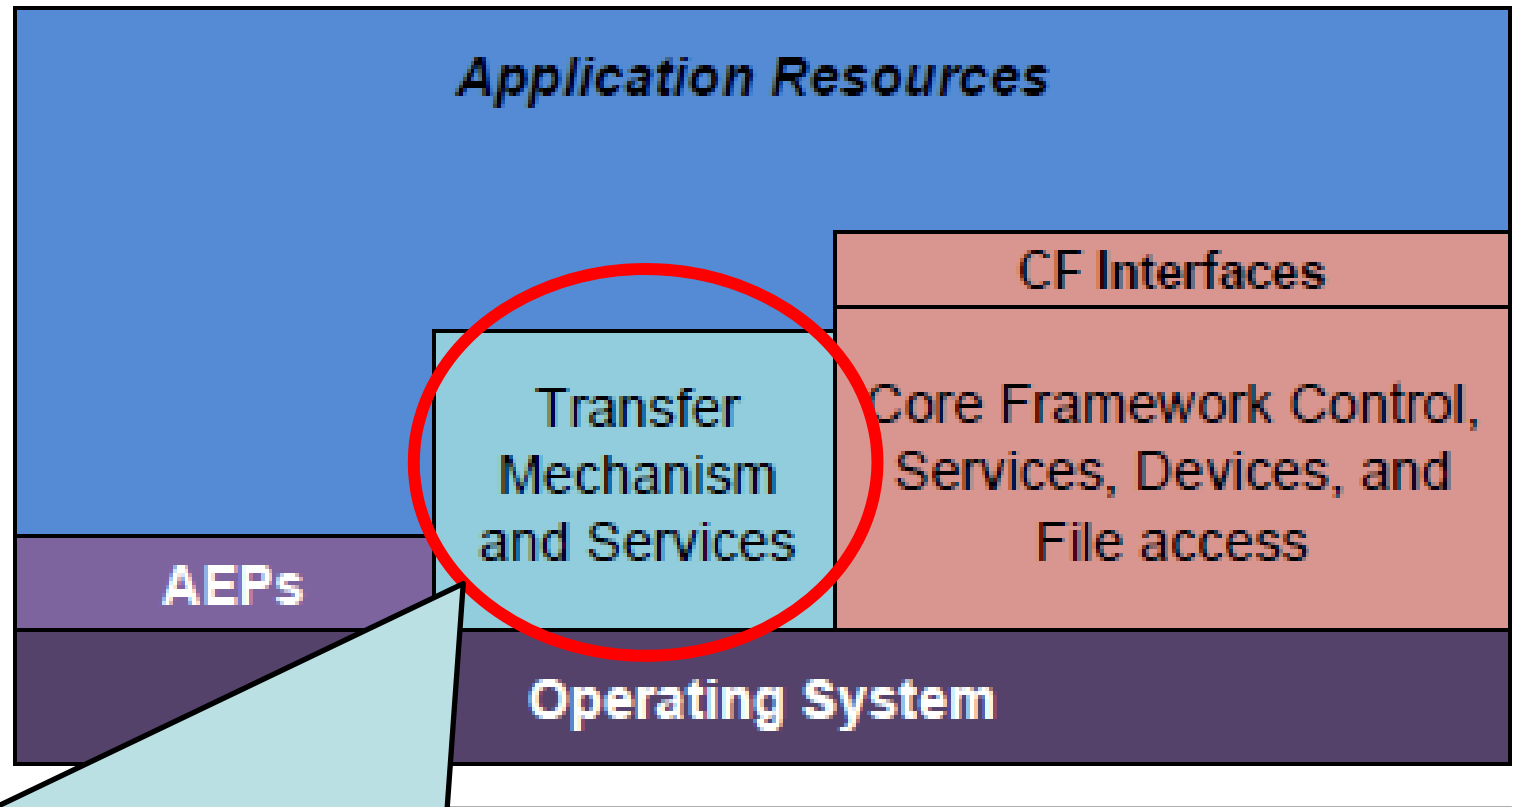 Application Resources
CF Interfaces
Transfer
Mechanism
and Services
Core Framework Control,
Services, Devices, and
File access
AEPs
Operating System